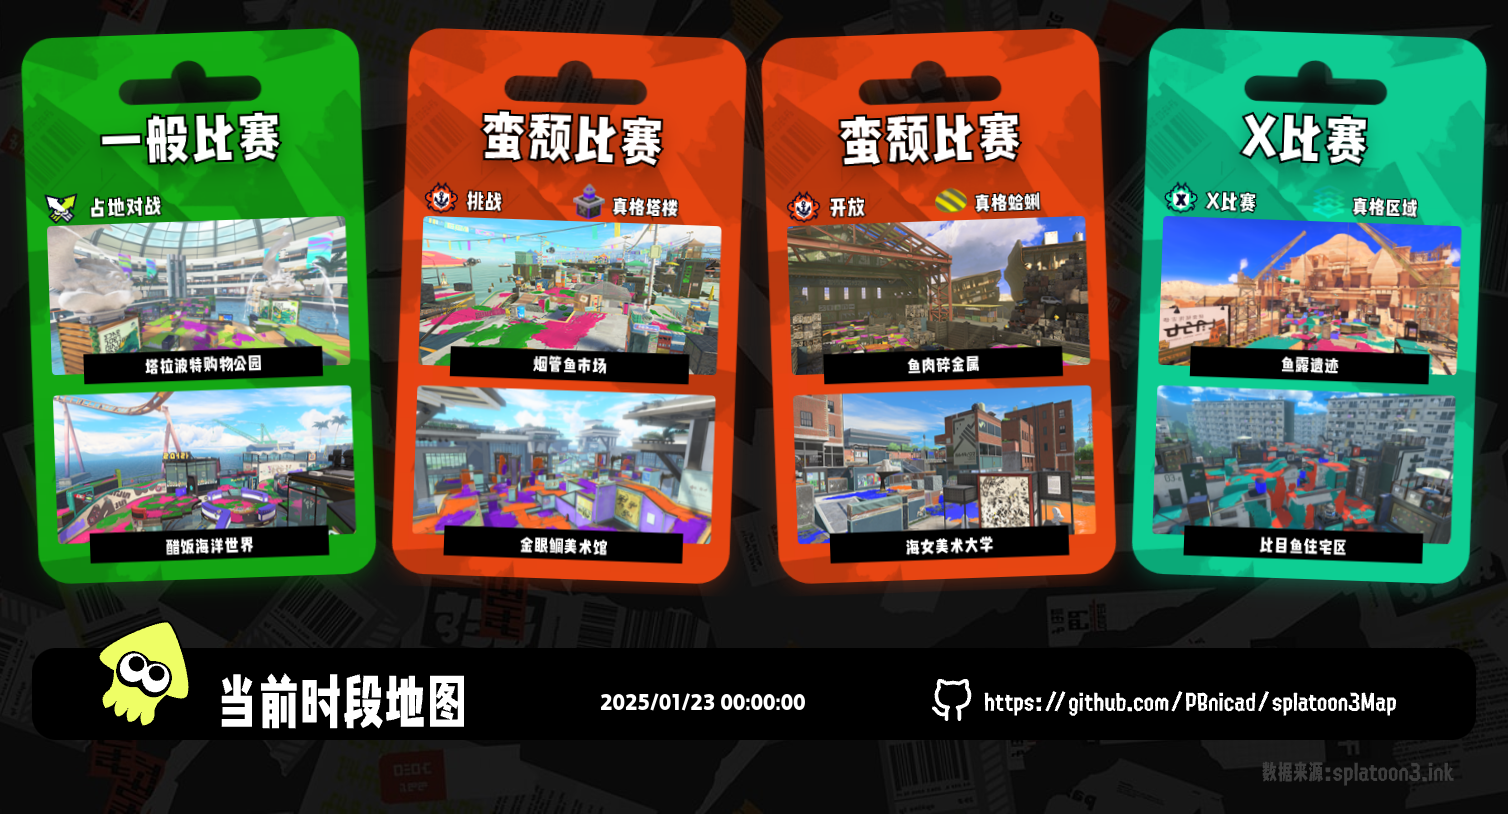 一般比赛
占地对战
塔拉波特购物公园
醋饭海洋世界
蛮颓比赛
挑战
真格塔楼
烟管鱼市场
金眼鲷美术馆
蛮颓比赛
开放
真格蛤蜊
鱼肉碎金属
海女美术大学
X比赛
X比赛
真格区域
鱼露遗迹
比目鱼住宅区
当前时段地图
2025/01/23 00:00:00
https://github.com/PBnicad/splatoon3Map
数据来源:splatoon3.ink